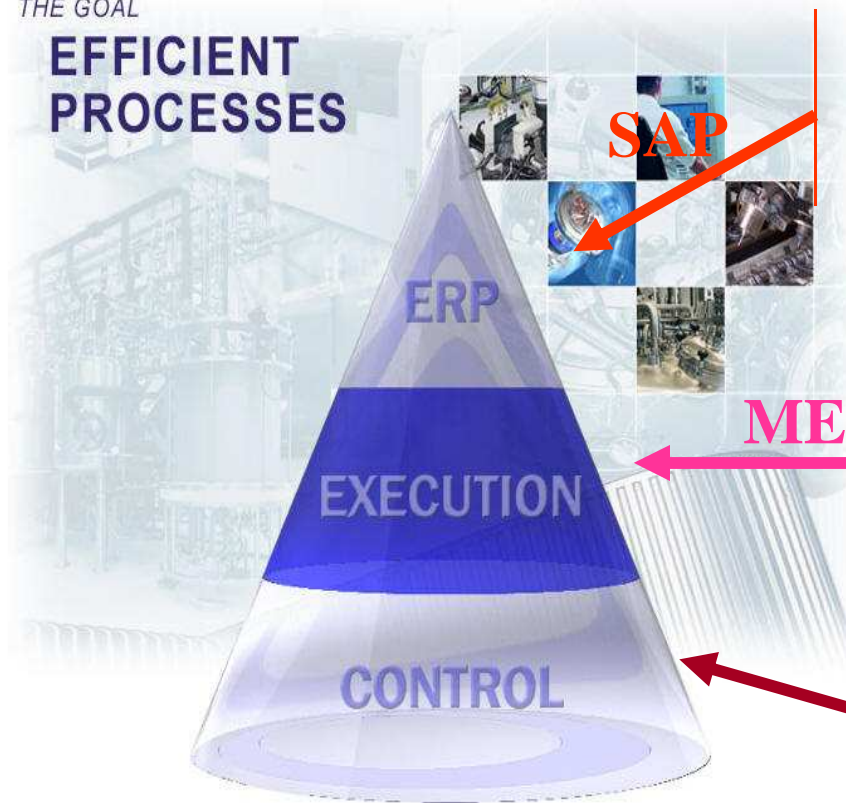 THE GOAL
EFFICIENT
PROCESSES
SAP
ERP
ME
EXECUTION
CONTROL